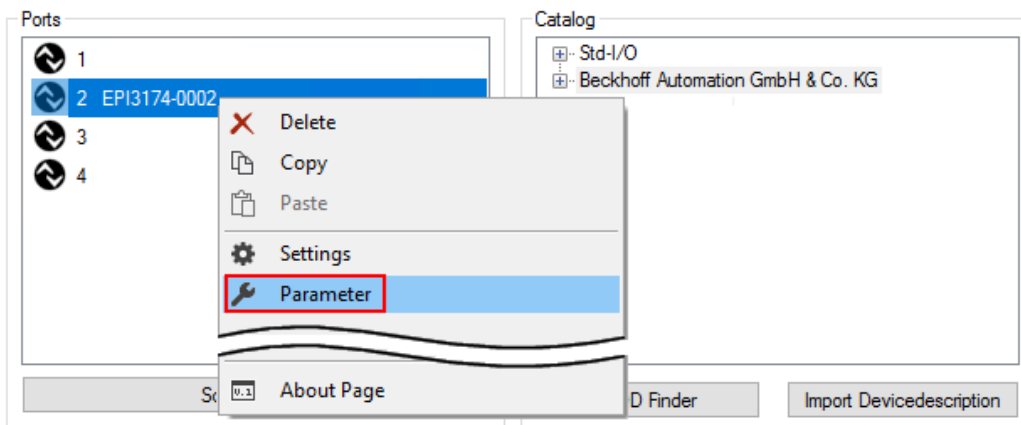 Ports
1
2 EPI3174-0002
3
4
Catalog
Std-I/O
Beckhoff Automation GmbH & Co. KG
Delete
Copy
Paste
Settings
Parameter
About Page
D Finder
Import Devicedescription